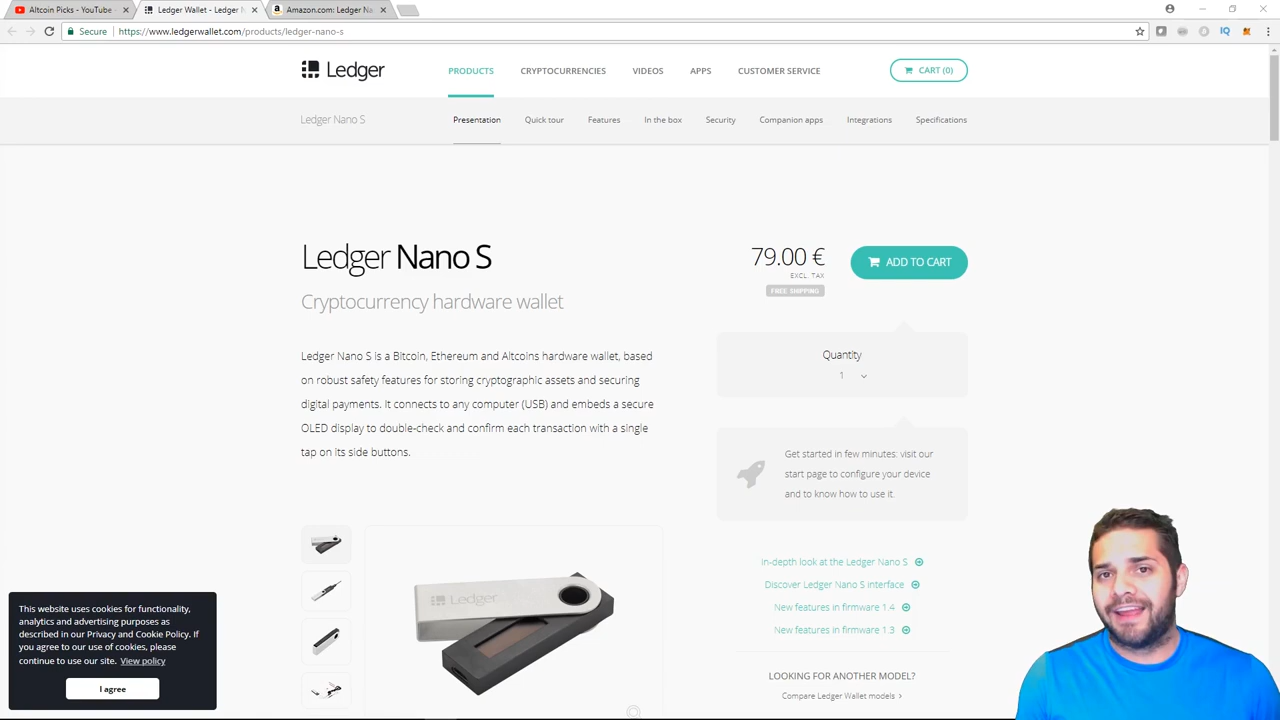 Altcoin Picks - YouTube
Ledger Wallet - Ledger N
Amazon.com: Ledger Na
Secure
https://www.ledgerwallet.com/products/ledger-nano-s
IQ
Ledger
PRODUCTS
CRYPTOCURRENCIES
VIDEOS
APPS
CUSTOMER SERVICE
CART (0)
Ledger Nano S
Presentation
Quick tour
Features
In the box
Security
Companion apps
Integrations
Specifications
Ledger Nano S
79.00 €
EXCL. TAX
FREE SHIPPING
ADD TO CART
Cryptocurrency hardware wallet
Ledger Nano S is a Bitcoin, Ethereum and Altcoins hardware wallet, based
on robust safety features for storing cryptographic assets and securing
digital payments. It connects to any computer (USB) and embeds a secure
OLED display to double-check and confirm each transaction with a single
tap on its side buttons.
Quantity
1
Get started in few minutes: visit our
start page to configure your device
and to know how to use it.
In-depth look at the Ledger Nano S
Discover Ledger Nano S interface
New features in firmware 1.4
New features in firmware 1.3
LOOKING FOR ANOTHER MODEL?
Compare Ledger Wallet models
Ledger
This website uses cookies for functionality,
analytics and advertising purposes as
described in our Privacy and Cookie Policy. If
you agree to our use of cookies, please
continue to use our site. View policy
I agree